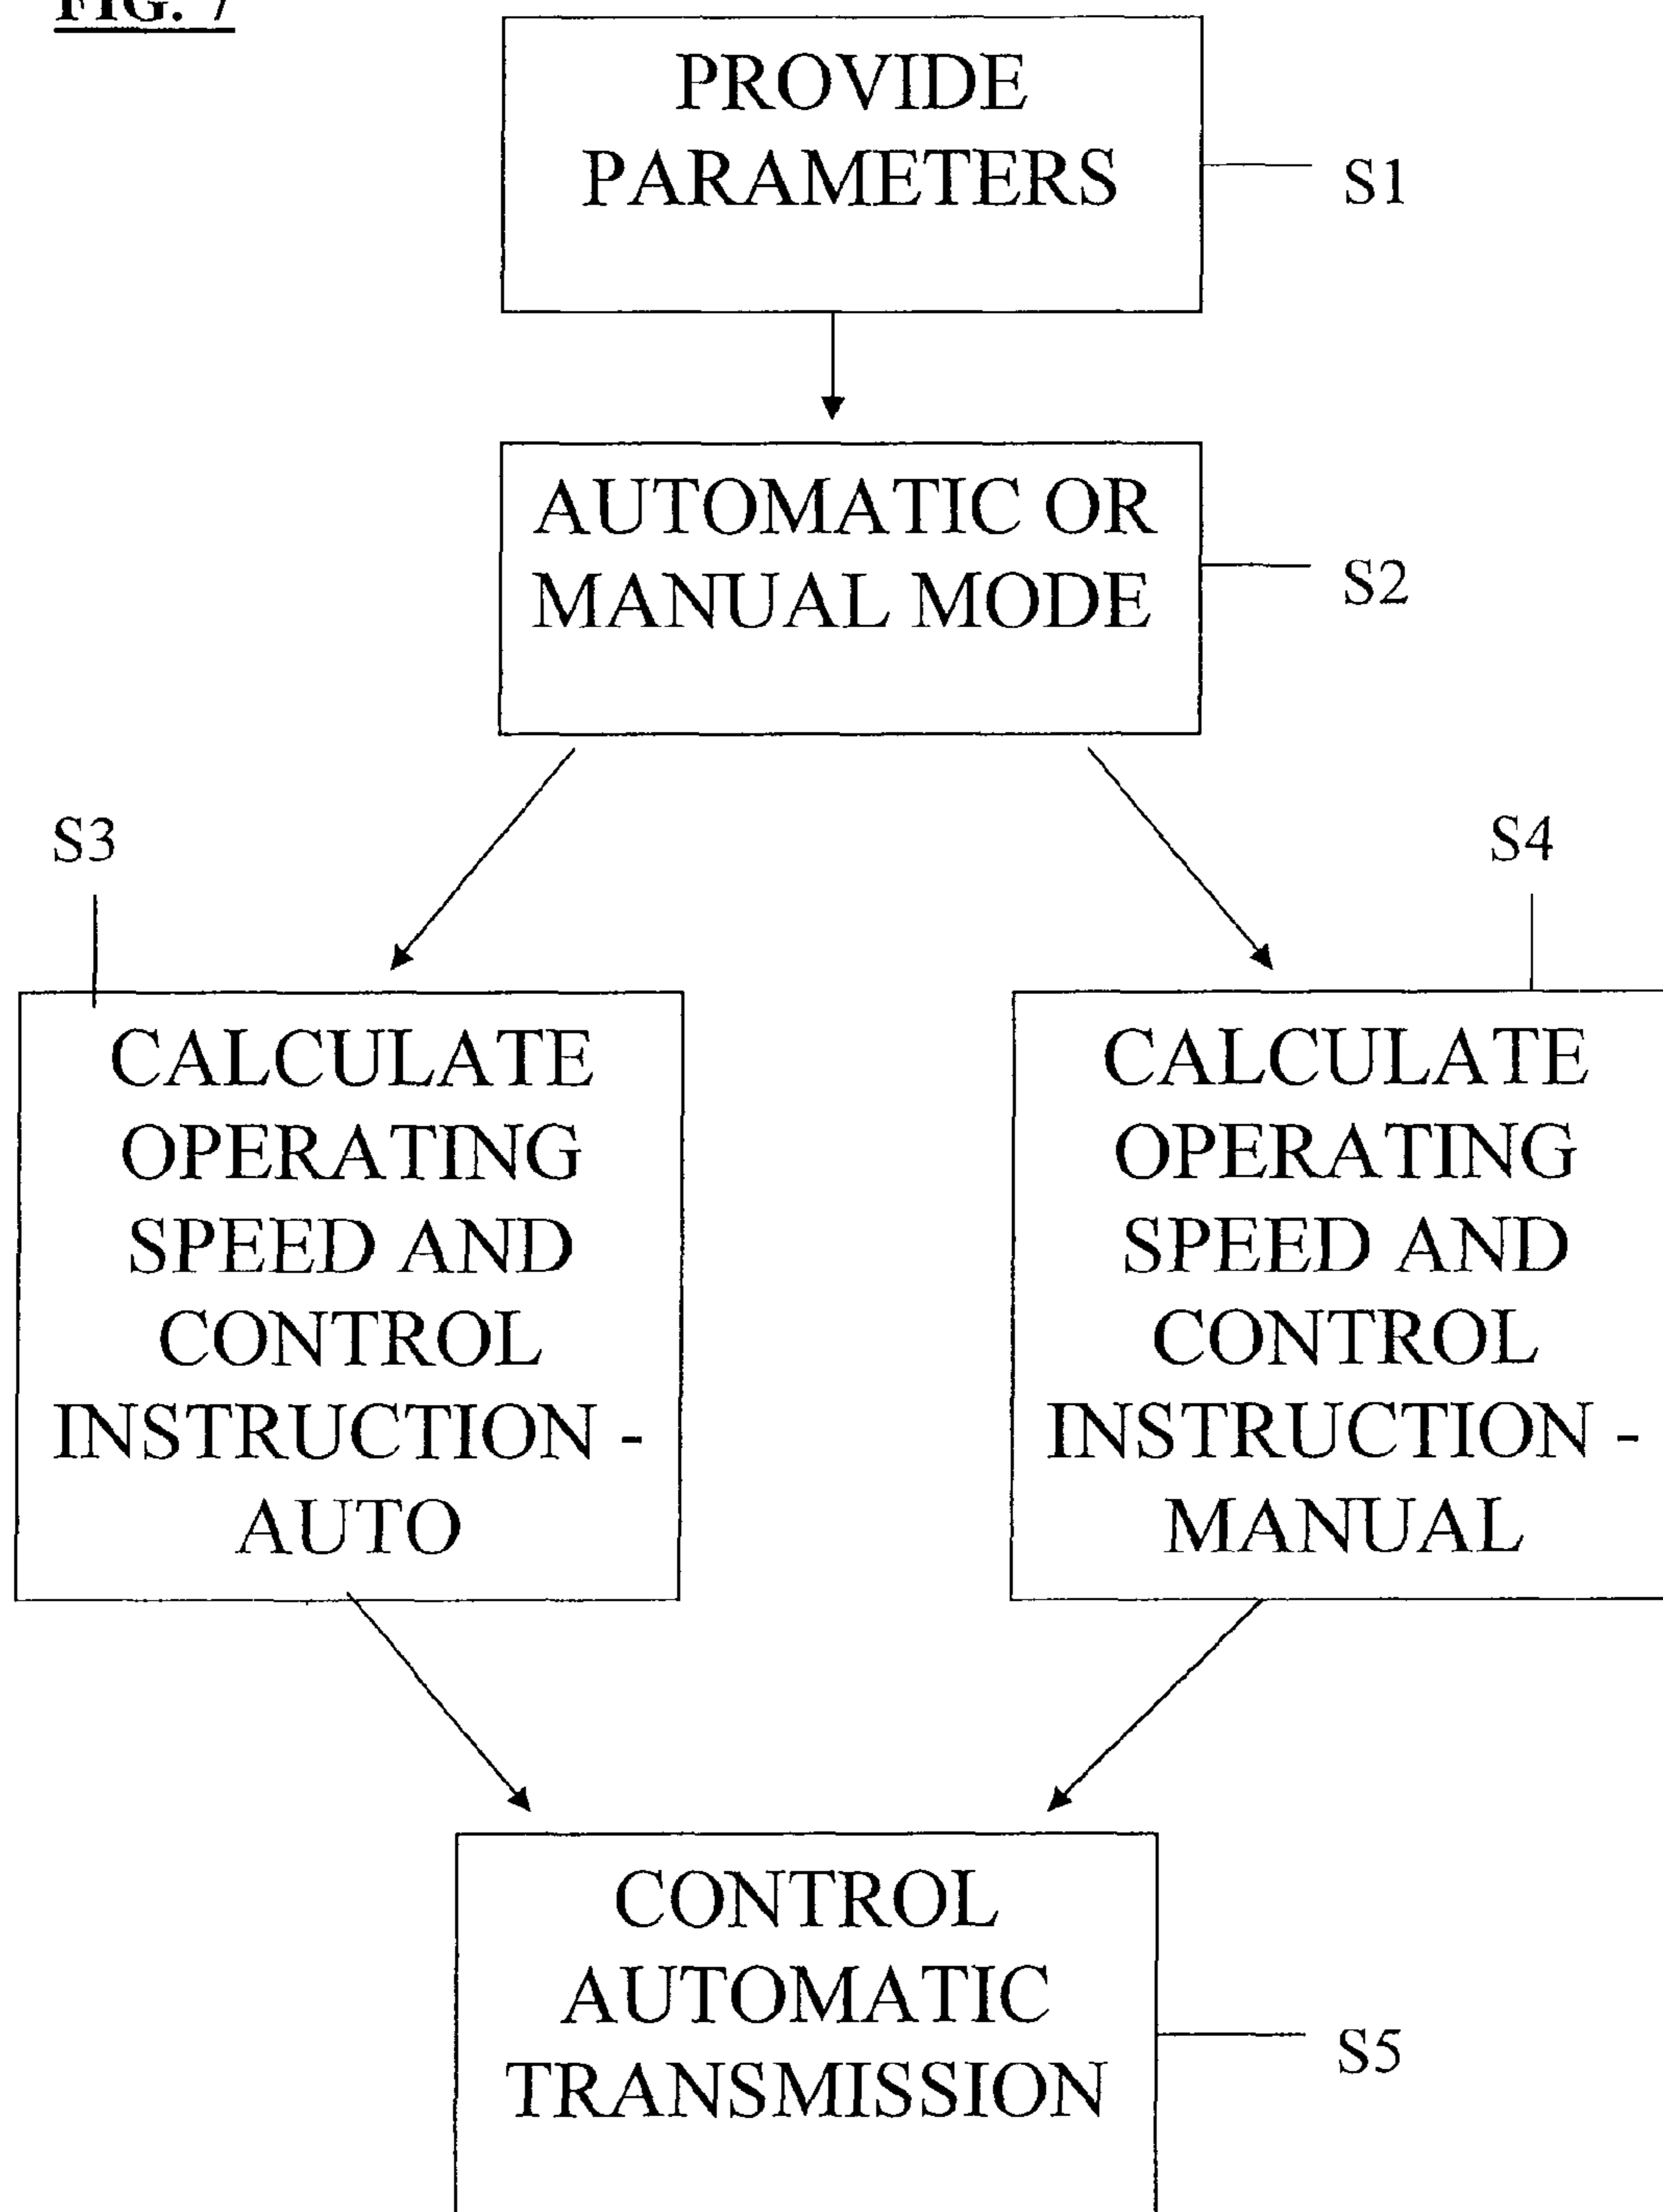 FIG. 7
PROVIDE
PARAMETERS
S1
AUTOMATIC OR
MANUAL MODE
S2
S3
S4
CALCULATE
OPERATING
SPEED AND
CONTROL
INSTRUCTION -
AUTO
CALCULATE
OPERATING
SPEED AND
CONTROL
INSTRUCTION -
MANUAL
CONTROL
AUTOMATIC
TRANSMISSION
S5